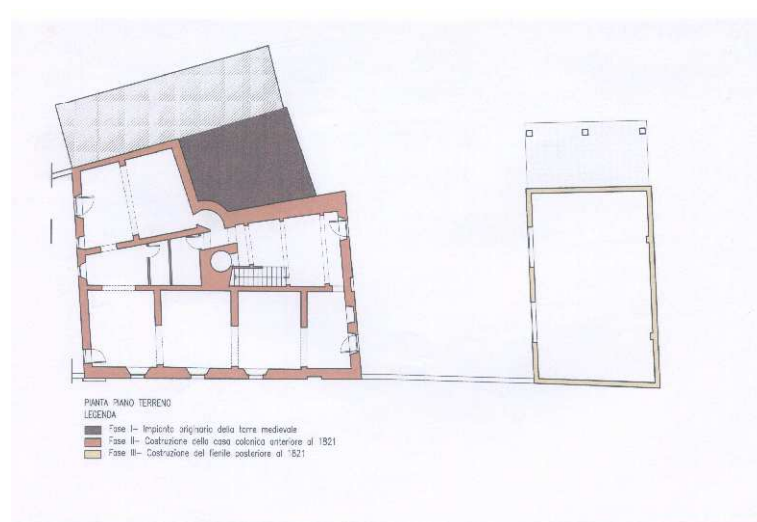 PIANTA PIANO TERRENO
LEGENDA
Fase I– Impianto originario della torre medievale
Fase II– Costruzione della casa colonica anteriore al 1821
Fase III– Costruzione del fienile posteriore al 1821